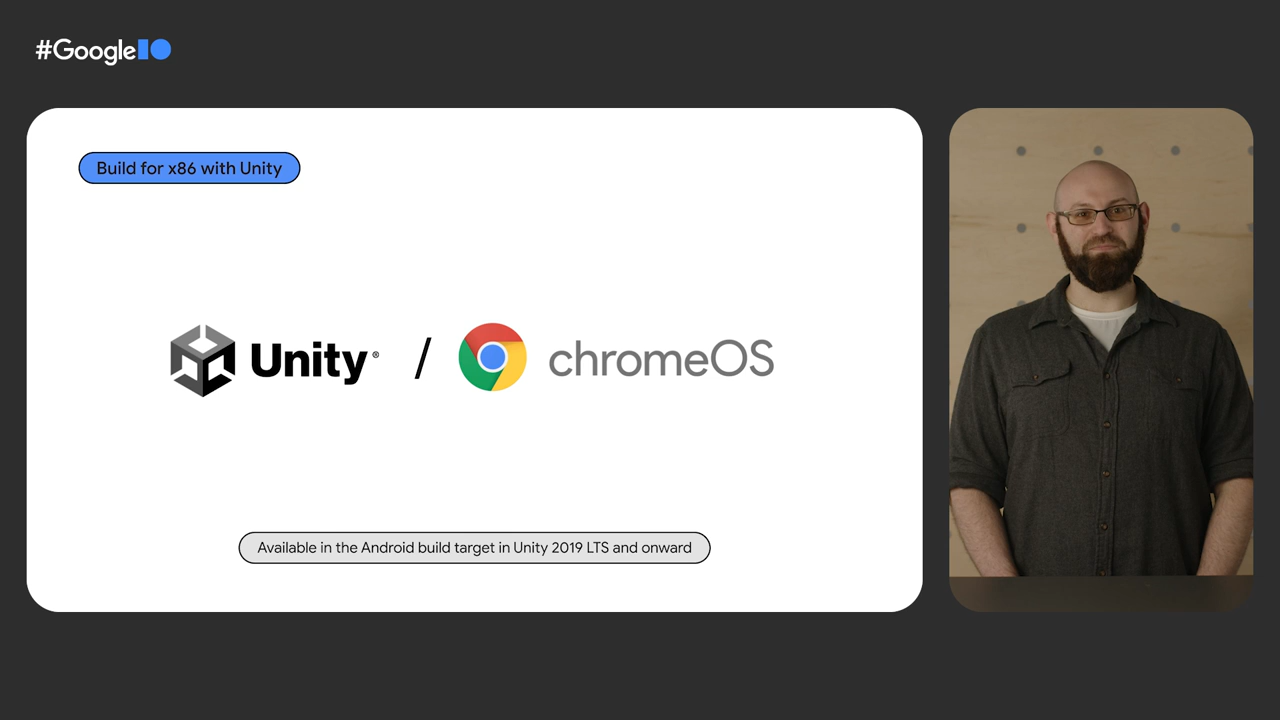 #GoogleIO
Build for x86 with Unity
Unity® / chromeOS
Available in the Android build target in Unity 2019 LTS and onward